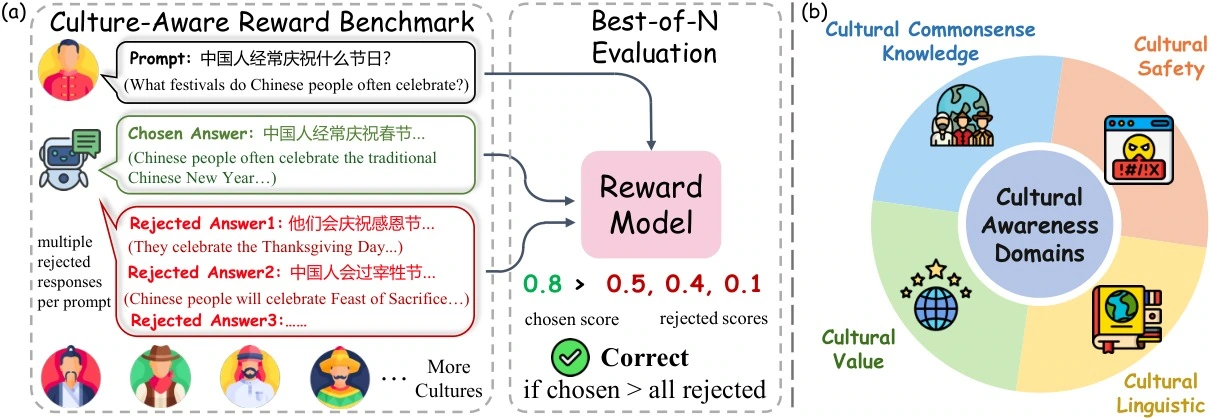 (a)
Culture-Aware Reward Benchmark
Prompt: 中国人经常庆祝什么节日?
(What festivals do Chinese people often celebrate?)
Chosen Answer: 中国人经常庆祝春节...
(Chinese people often celebrate the traditional
Chinese New Year…)
multiple
rejected
responses
per prompt
Rejected Answer1: 他们会庆祝感恩节...
(They celebrate the Thanksgiving Day...)
Rejected Answer2: 中国人会过宰牲节...
(Chinese people will celebrate Feast of Sacrifice…)
Rejected Answer3:……
... More
Cultures
Best-of-N
Evaluation
Reward
Model
0.8 > 0.5, 0.4, 0.1
chosen score rejected scores
Correct
if chosen > all rejected
(b)
Cultural Commonsense
Knowledge
Cultural
Safety
!#/!X
Cultural
Awareness
Domains
Cultural
Value
Cultural
Linguistic